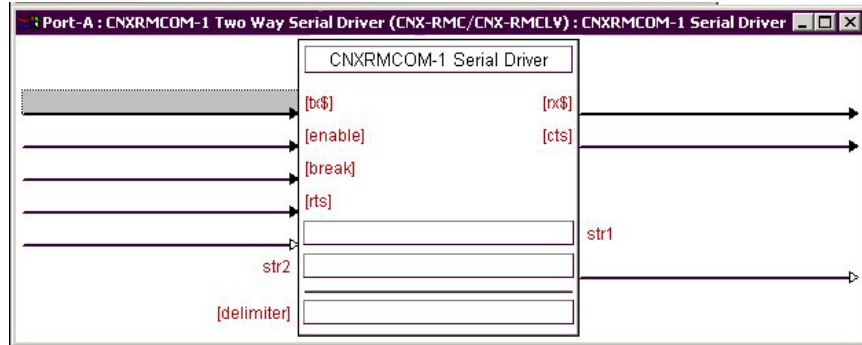 Port-A : CNXRMCOM-1 Two Way Serial Driver (CNX-RMC/CNX-RMCLV) : CNXRMCOM-1 Serial Driver
CNXRMCOM-1 Serial Driver
[tx$] [rx$]
[enable] [cts]
[break]
[rts]
str1
str2
[delimiter]